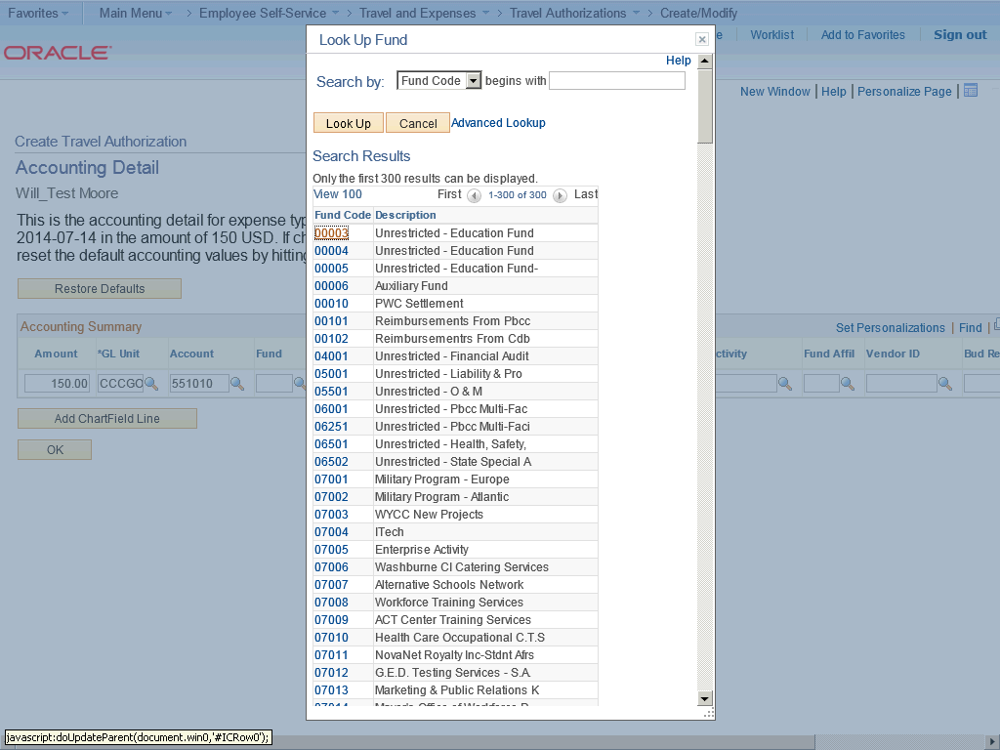 Favorites Main Menu > Employee Self-Service > Travel and Expenses > Travel Authorizations > Create/Modify
ORACLE
Worklist Add to Favorites Sign out
New Window Help Personalize Page
Create Travel Authorization
Accounting Detail
Will_Test Moore
This is the accounting detail for expense
2014-07-14 in the amount of 150 USD. If
reset the default accounting values by hitting
Restore Defaults
Accounting Summary Set Personalizations | Find |
Amount *GL Unit Account Fund Fund Affil Vendor ID Bud
150.00 CCCGO 551010
Add ChartField Line
OK
Look Up Fund
Help
Search by: Fund Code begins with
Look Up Cancel Advanced Lookup
Search Results
Only the first 300 results can be displayed.
View 100 First 1-300 of 300 Last
Fund Code Description
00003 Unrestricted - Education Fund
00004 Unrestricted - Education Fund
00005 Unrestricted - Education Fund-
00006 Auxiliary Fund
00010 PWC Settlement
00101 Reimbursements From Pbcc
00102 Reimbursementrs From Cdb
04001 Unrestricted - Financial Audit
05001 Unrestricted - Liability & Pro
05501 Unrestricted - O & M
06001 Unrestricted - Pbcc Multi-Fac
06251 Unrestricted - Pbcc Multi-Faci
06501 Unrestricted - Health, Safety,
06502 Unrestricted - State Special A
07001 Military Program - Europe
07002 Military Program - Atlantic
07003 WYCC New Projects
07004 ITech
07005 Enterprise Activity
07006 Washburne CI Catering Services
07007 Alternative Schools Network
07008 Workforce Training Services
07009 ACT Center Training Services
07010 Health Care Occupational C.T.S
07011 NovaNet Royalty Inc-Stdnt Afrs
07012 G.E.D. Testing Services - S.A.
07013 Marketing & Public Relations K
javascript:doUpdateParent(document.win0,'#ICRow0');